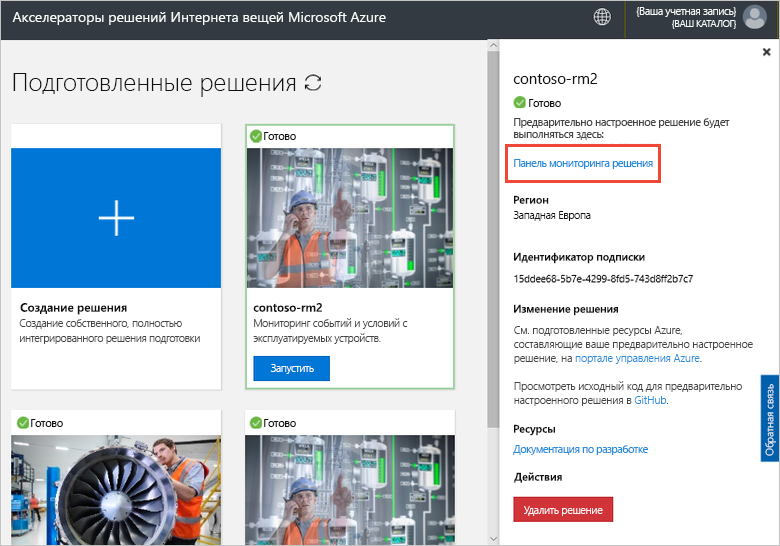 Акселераторы решений Интернета вещей Microsoft Azure
{Ваша учетная запись}
{ВАШ КАТАЛОГ}
Подготовленные решения
Создание решения
Создание собственного, полностью
интегрированного решения подготовки
Готово
contoso-rm2
Мониторинг событий и условий с
эксплуатируемых устройств.
Запустить
Готово
Готово
contoso-rm2
Готово
Предварительно настроенное решение будет
выполняться здесь:
Панель мониторинга решения
Регион
Западная Европа
Идентификатор подписки
15ddee68-5b7e-4299-8fd5-743d8ff2b7c7
Изменение решения
См. подготовленные ресурсы Azure,
составляющие ваше предварительно настроенное
решение, на портале управления Azure.
Просмотреть исходный код для предварительно
настроенного решения в GitHub.
Ресурсы
Документация по разработке
Действия
Удалить решение
Обратная связь